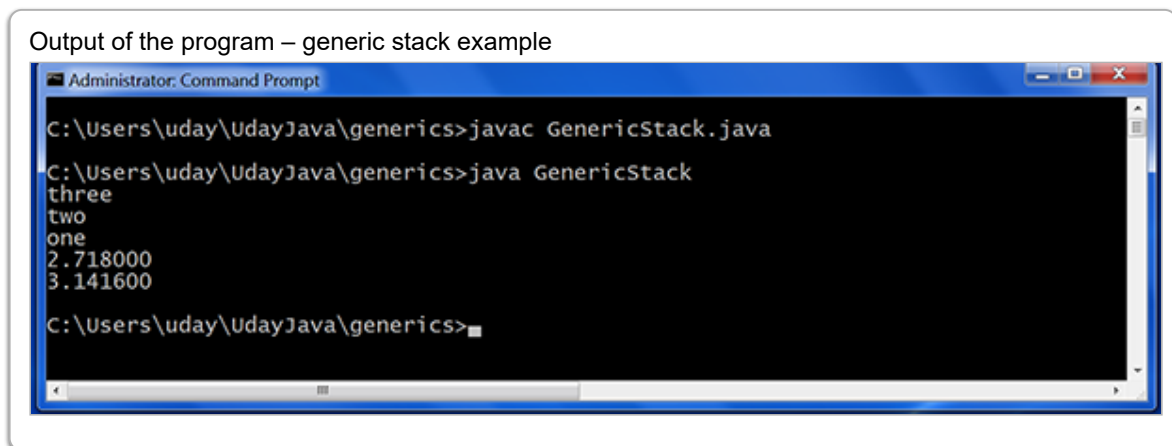 Output of the program – generic stack example
Administrator: Command Prompt
C:\Users\uday\UdayJava\generics>javac GenericStack.java
C:\Users\uday\UdayJava\generics>java GenericStack
three
two
one
2.718000
3.141600
C:\Users\uday\UdayJava\generics>